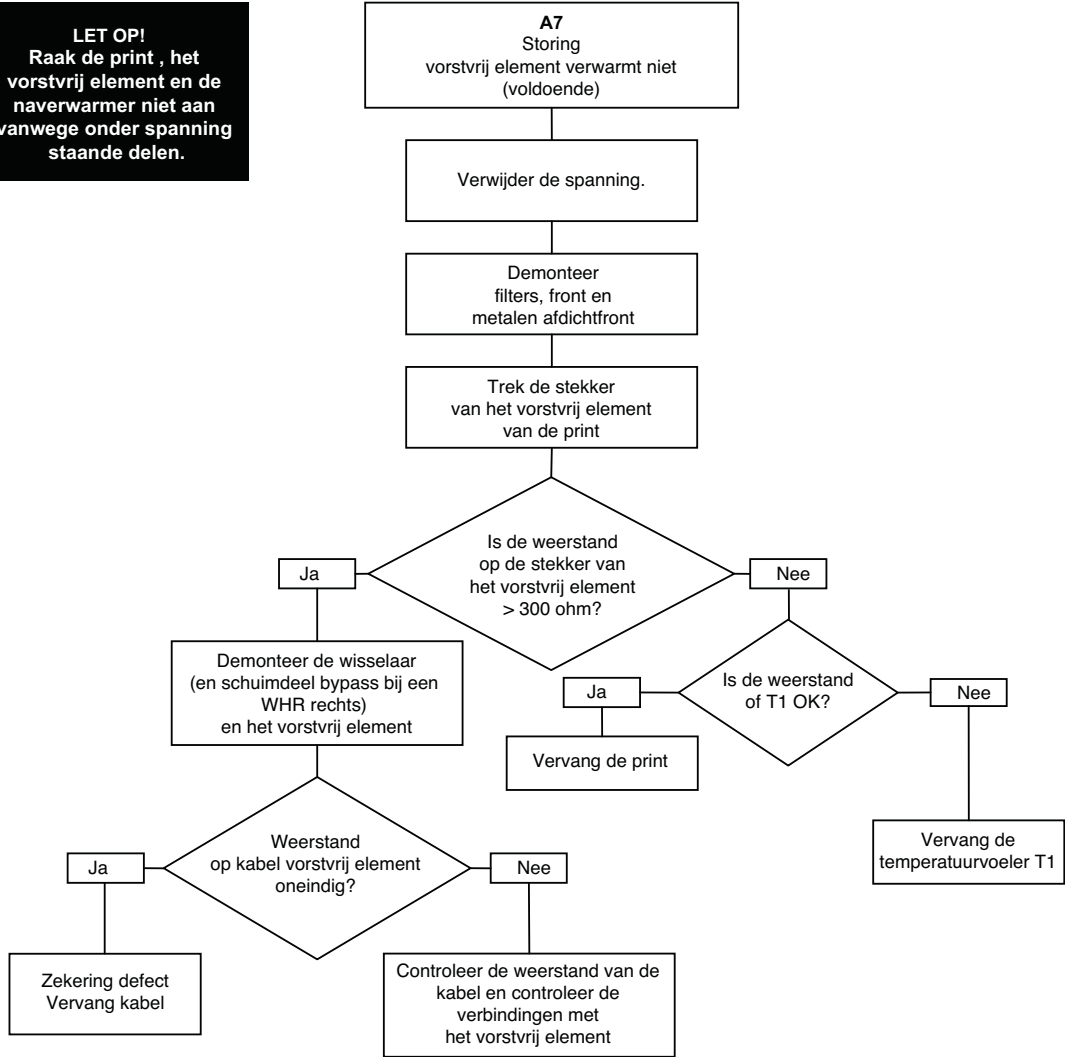 LET OP!
Raak de print , het
vorstvrij element en de
naverwarmer niet aan
vanwege onder spanning
staande delen.
A7
Storing
vorstvrij element verwarmt niet
(voldoende)
Verwijder de spanning.
Demonteer
filters, front en
metalen afdichtfront
Trek de stekker
van het vorstvrij element
van de print
Is de weerstand
op de stekker van
het vorstvrij element
> 300 ohm?
Ja
Nee
Demonteer de wisselaar
(en schuimdeel bypass bij een
WHR rechts)
en het vorstvrij element
Is de weerstand
of T1 OK?
Ja
Nee
Vervang de print
Vervang de
temperatuurvoeler T1
Weerstand
op kabel vorstvrij element
oneindig?
Ja
Nee
Zekering defect
Vervang kabel
Controleer de weerstand van de
kabel en controleer de
verbindingen met
het vorstvrij element